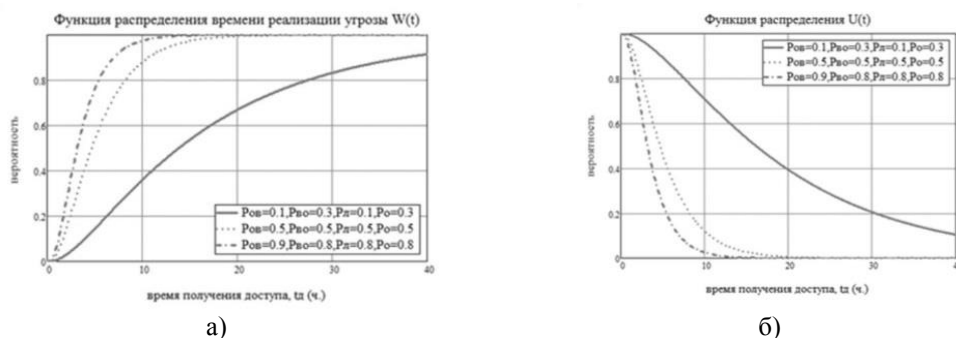 Функция распределения времени реализации угрозы W(t)
вероятность
0.8
0.6
0.4
0.2
0
10
20
30
40
Pов=0.1,Pво=0.3,Pл=0.1,Pо=0.3
Pов=0.5,Pво=0.5,Pл=0.5,Pо=0.5
Pов=0.9,Pво=0.8,Pл=0.8,Pо=0.8
время получения доступа, tд (ч.)
а)
Функция распределения U(t)
вероятность
0.8
0.6
0.4
0.2
0
0
10
20
30
40
Pов=0.1,Pво=0.3,Pл=0.1,Pо=0.3
Pов=0.5,Pво=0.5,Pл=0.5,Pо=0.5
Pов=0.9,Pво=0.8,Pл=0.8,Pо=0.8
время получения доступа, tд (ч.)
б)